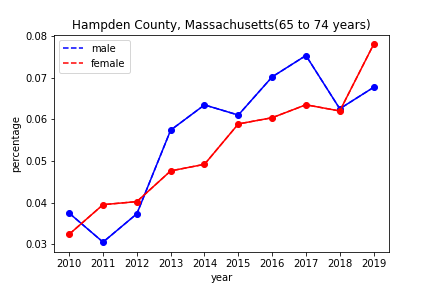 Hampden County, Massachusetts(65 to 74 years)
0.08
0.07
0.06
0.05
0.04
0.03
percentage
male
female
2010 2011 2012 2013 2014 2015 2016 2017 2018 2019
year